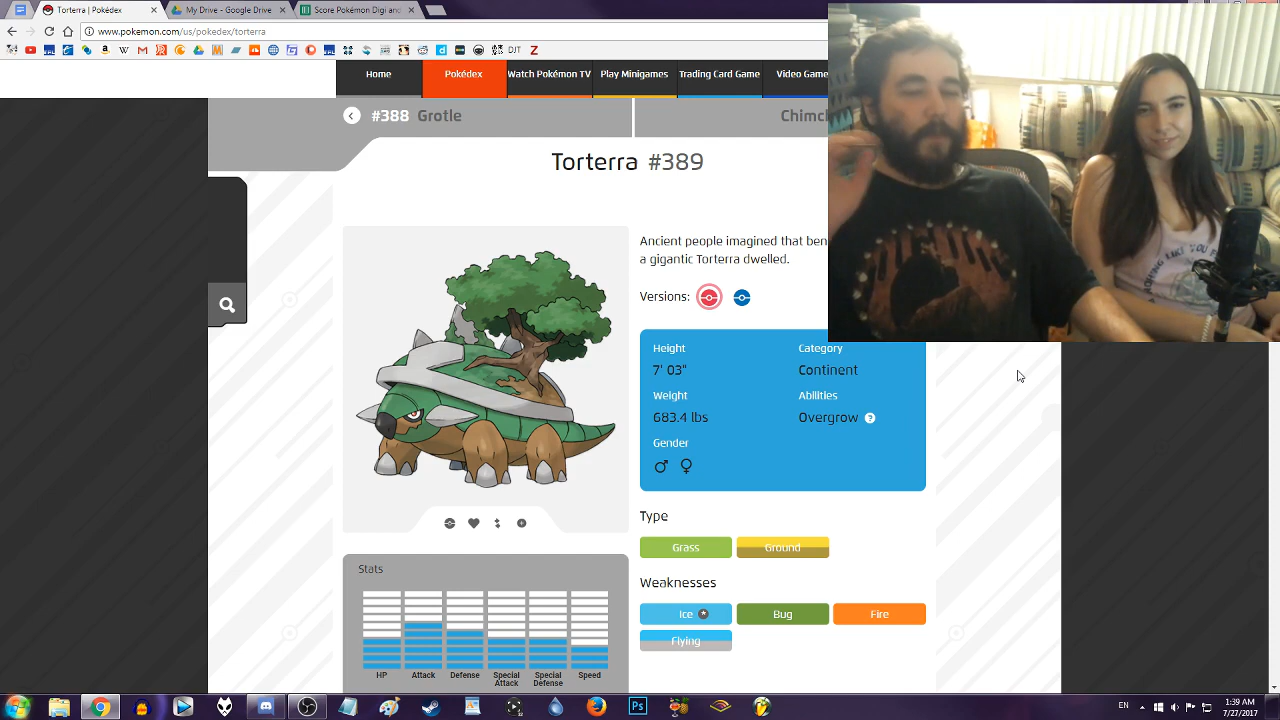 Torterra | Pokédex
My Drive - Google Drive
Score Pokémon Digi and
www.pokemon.com/us/pokedex/torterra
DJT
Home
Pokédex
Watch Pokémon TV
Play Minigames
Trading Card Game
Video Game
#388 Grotle
Chimc
Torterra #389
Ancient people imagined that ben
a gigantic Torterra dwelled.
Versions:
Height
7' 03"
Category
Continent
Weight
683.4 lbs
Abilities
Overgrow
Gender
Type
Grass
Ground
Weaknesses
Ice
Bug
Fire
Flying
Stats
HP
Attack
Defense
Special
Attack
Special
Defense
Speed
EN
1:39 AM
7/27/2017